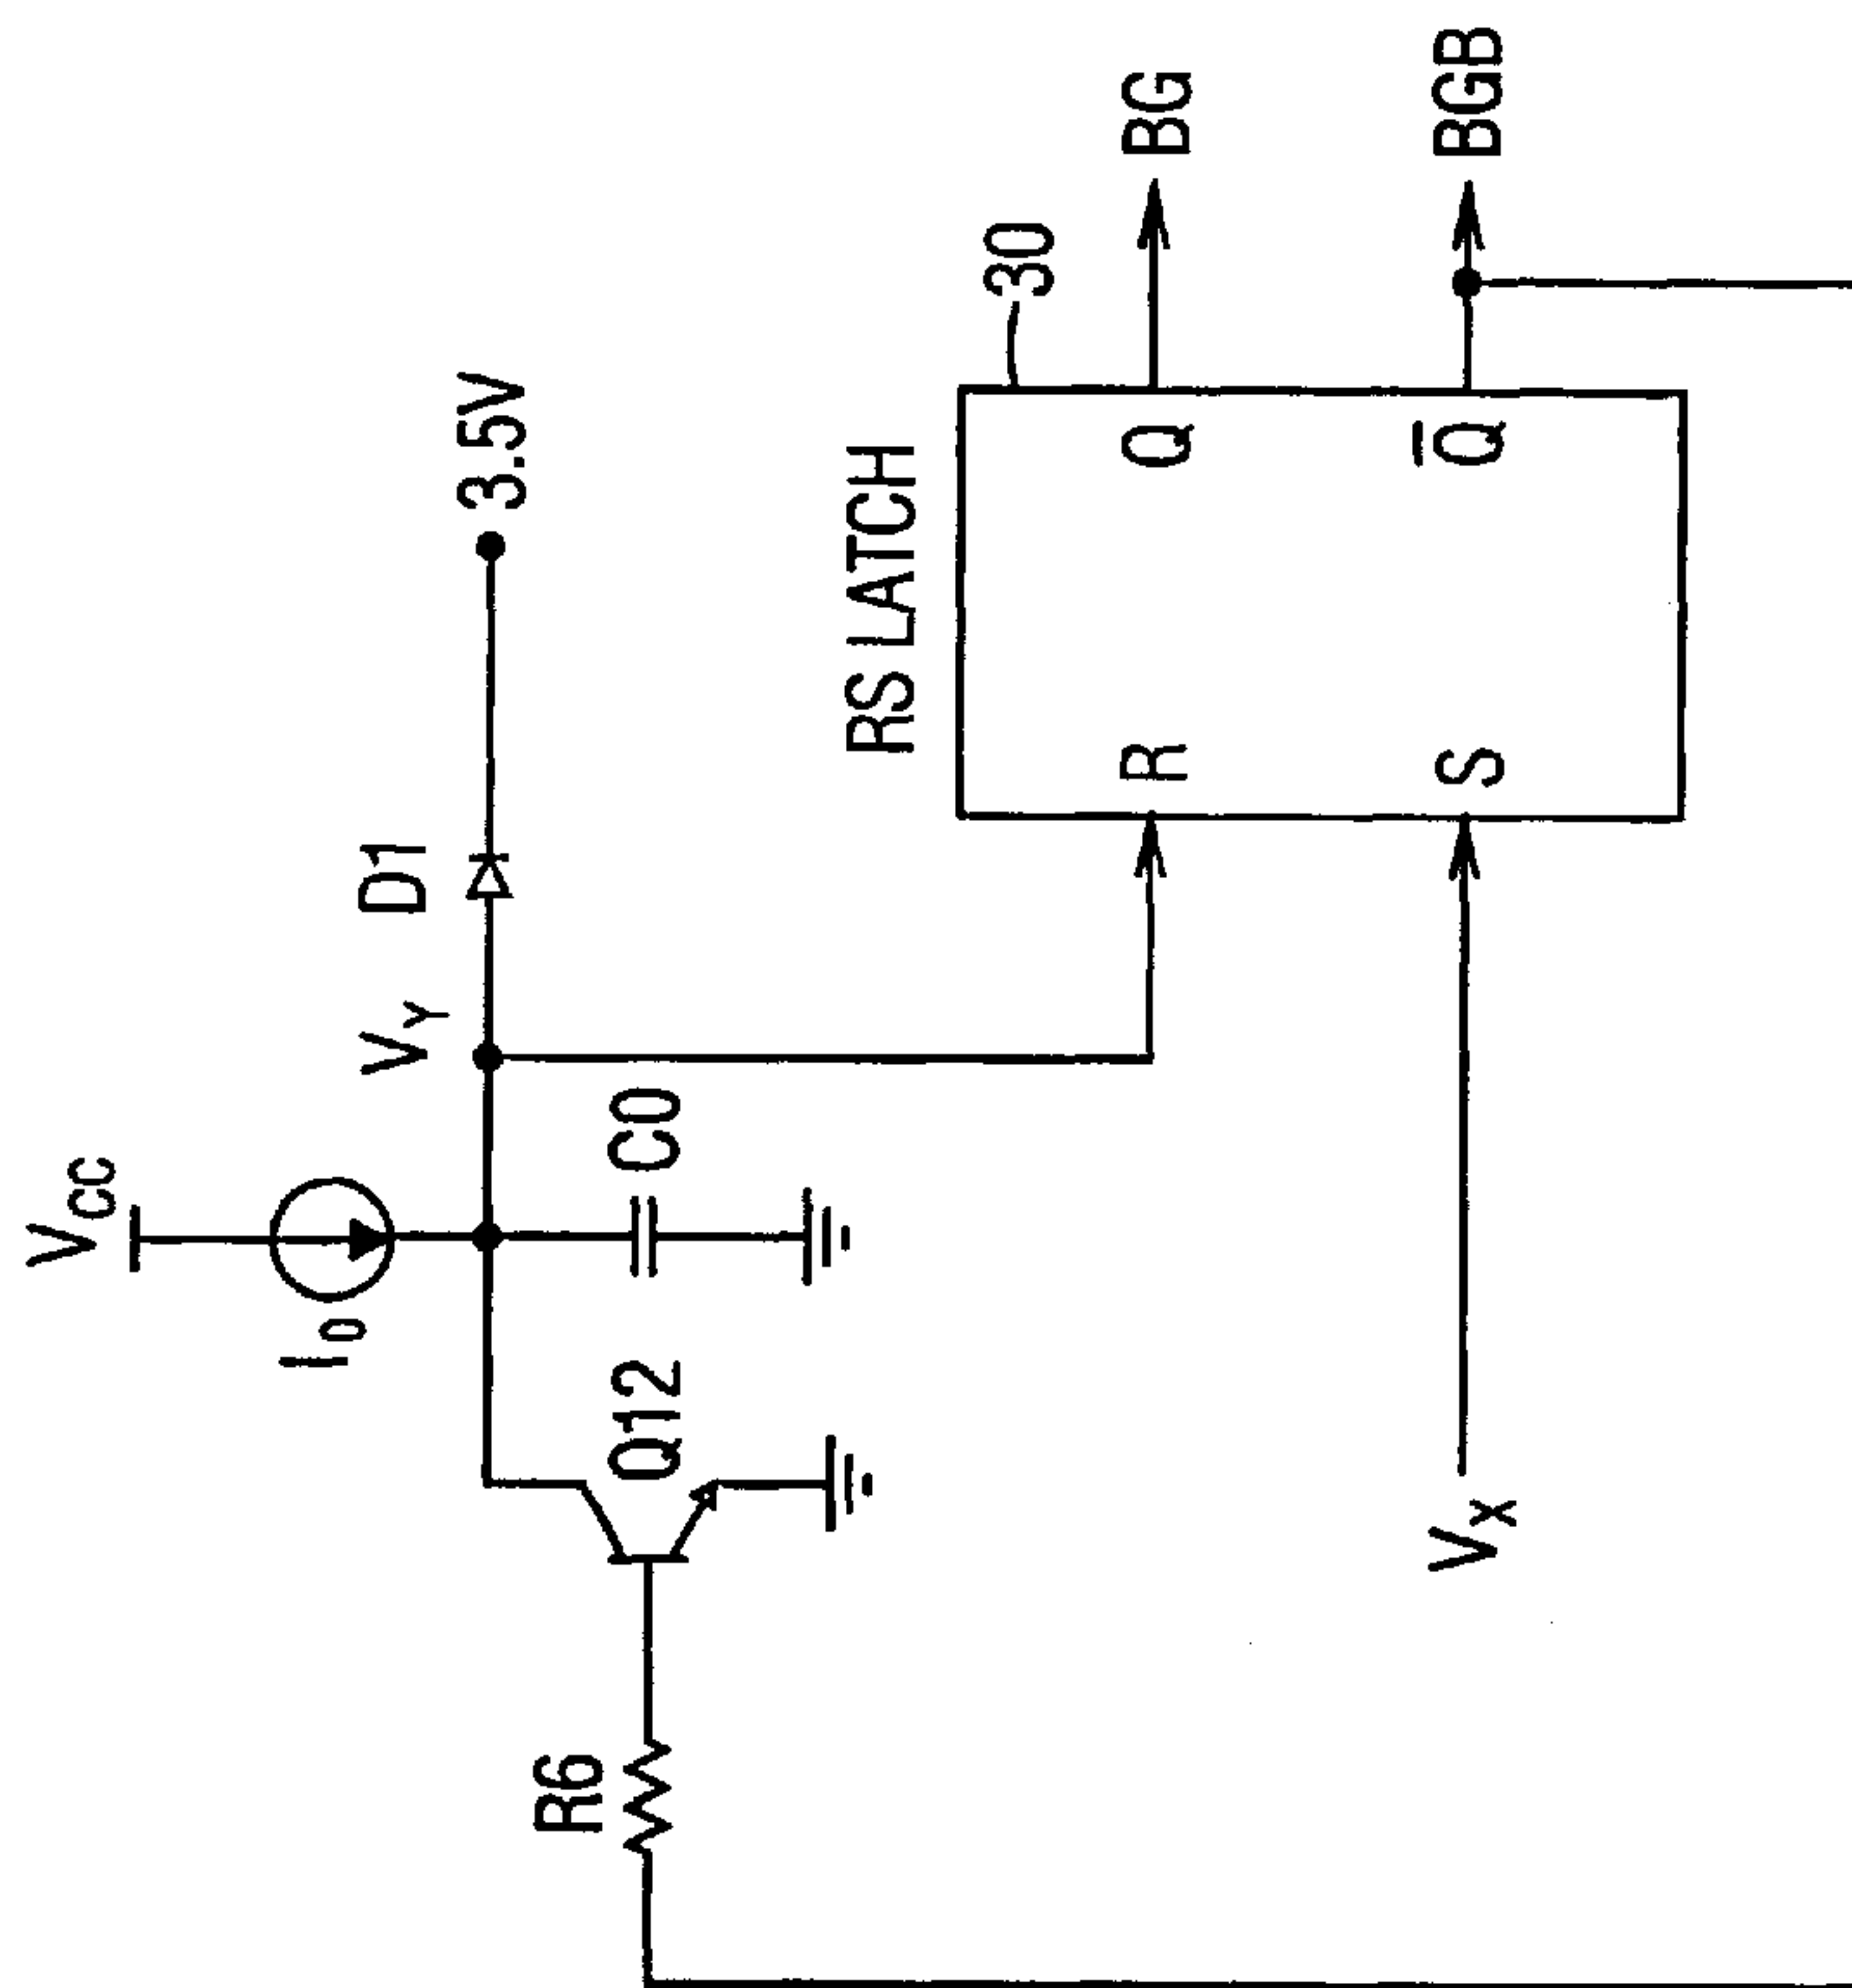 V_CC
I_0
V_Y
D1
3.5V
R6
Q12
C0
RS LATCH
30
R
Q
BG
V_X
S
Q̅
BGB